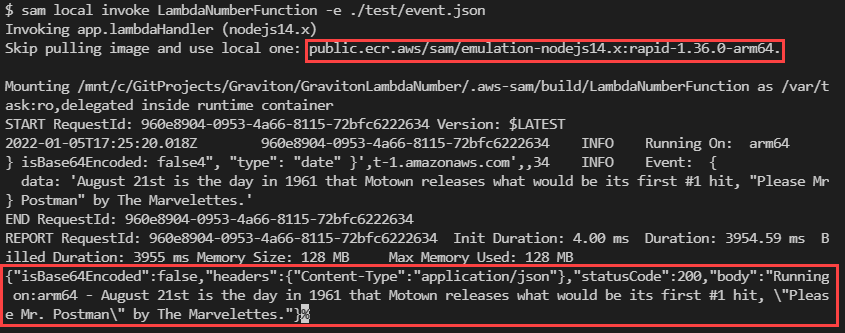 $ sam local invoke LambdaNumberFunction -e ./test/event.json
Invoking app.lambdaHandler (nodejs14.x)
Skip pulling image and use local one: public.ecr.aws/sam/emulation-nodejs14.x:rapid-1.36.0-arm64.
Mounting /mnt/c/GitProjects/Graviton/GravitonLambdaNumber/.aws-sam/build/LambdaNumberFunction as /var/t
ask:ro,delegated inside runtime container
START RequestId: 960e8904-0953-4a66-8115-72bfc6222634 Version: $LATEST
2022-01-05T17:25:20.018Z 960e8904-0953-4a66-8115-72bfc6222634 INFO Running On: arm64
} isBase64Encoded: false4", "type": "date" }',t-1.amazonaws.com',,34 INFO Event: {
data: 'August 21st is the day in 1961 that Motown releases what would be its first #1 hit, "Please Mr
} Postman" by The Marvelettes.'
END RequestId: 960e8904-0953-4a66-8115-72bfc6222634
REPORT RequestId: 960e8904-0953-4a66-8115-72bfc6222634 Init Duration: 4.00 ms Duration: 3954.59 ms B
illed Duration: 3955 ms Memory Size: 128 MB Max Memory Used: 128 MB
{"isBase64Encoded":false,"headers":{"Content-Type":"application/json"},"statusCode":200,"body":"Running
on:arm64 - August 21st is the day in 1961 that Motown releases what would be its first #1 hit, \"Pleas
e Mr. Postman\" by The Marvelettes."}%